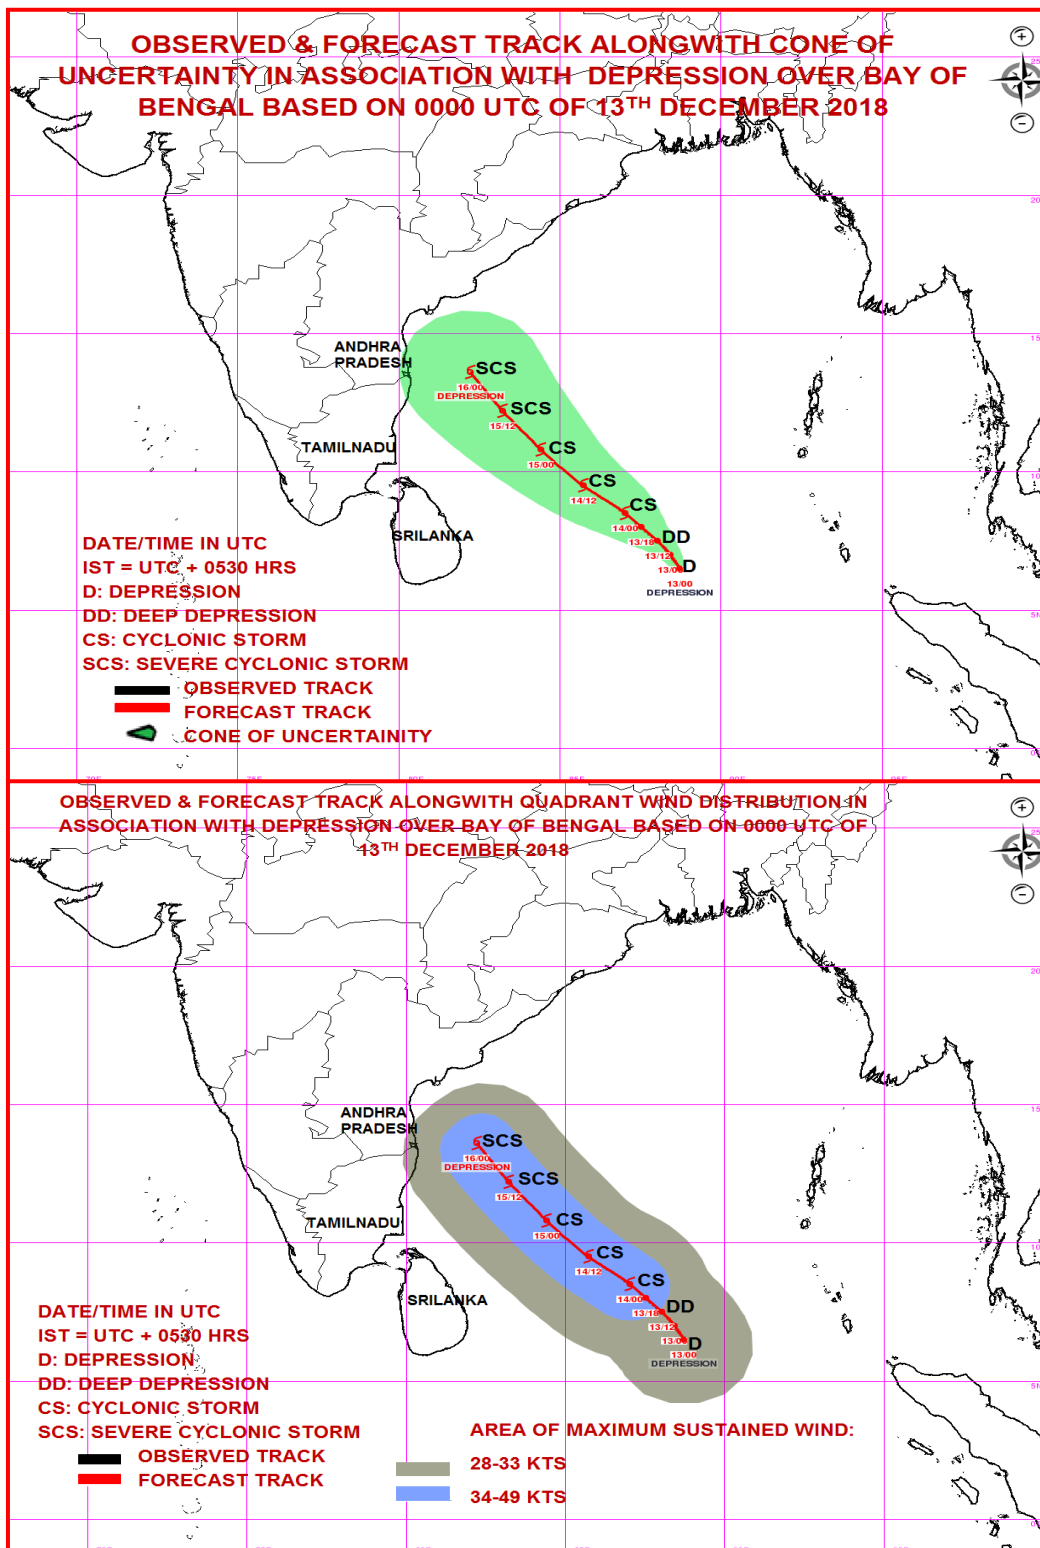 OBSERVED & FORECAST TRACK ALONGWITH CONE OF
UNCERTAINTY IN ASSOCIATION WITH DEPRESSION OVER BAY OF
BENGAL BASED ON 0000 UTC OF 13TH DECEMBER 2018
ANDHRA
PRADESH
SCS
16/00
DEPRESSION
SCS
15/12
TAMILNADU
CS
15/00
CS
14/12
CS
14/00
SRILANKA
DD
13/18
13/12
D
13/00
DEPRESSION
DATE/TIME IN UTC
IST = UTC + 0530 HRS
D: DEPRESSION
DD: DEEP DEPRESSION
CS: CYCLONIC STORM
SCS: SEVERE CYCLONIC STORM
OBSERVED TRACK
FORECAST TRACK
CONE OF UNCERTAINITY
OBSERVED & FORECAST TRACK ALONGWITH QUADRANT WIND DISTRIBUTION IN
ASSOCIATION WITH DEPRESSION OVER BAY OF BENGAL BASED ON 0000 UTC OF
13TH DECEMBER 2018
ANDHRA
PRADESH
SCS
16/00
DEPRESSION
SCS
15/12
TAMILNADU
CS
15/00
CS
14/12
CS
14/00
SRILANKA
DD
13/18
13/12
D
13/00
DEPRESSION
DATE/TIME IN UTC
IST = UTC + 0530 HRS
D: DEPRESSION
DD: DEEP DEPRESSION
CS: CYCLONIC STORM
SCS: SEVERE CYCLONIC STORM
OBSERVED TRACK
FORECAST TRACK
AREA OF MAXIMUM SUSTAINED WIND:
28-33 KTS
34-49 KTS